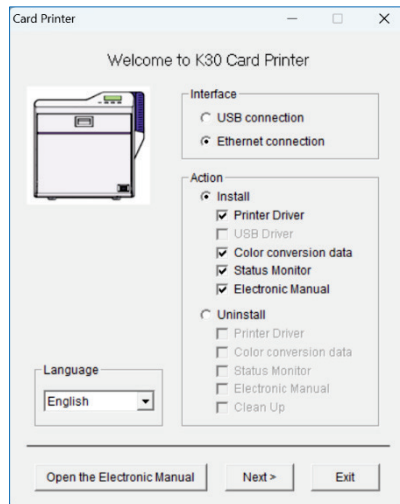 Card Printer
Welcome to K30 Card Printer
Interface
USB connection
Ethernet connection
Action
Install
Printer Driver
USB Driver
Color conversion data
Status Monitor
Electronic Manual
Uninstall
Printer Driver
Color conversion data
Status Monitor
Electronic Manual
Clean Up
Language
English
Open the Electronic Manual
Next >
Exit